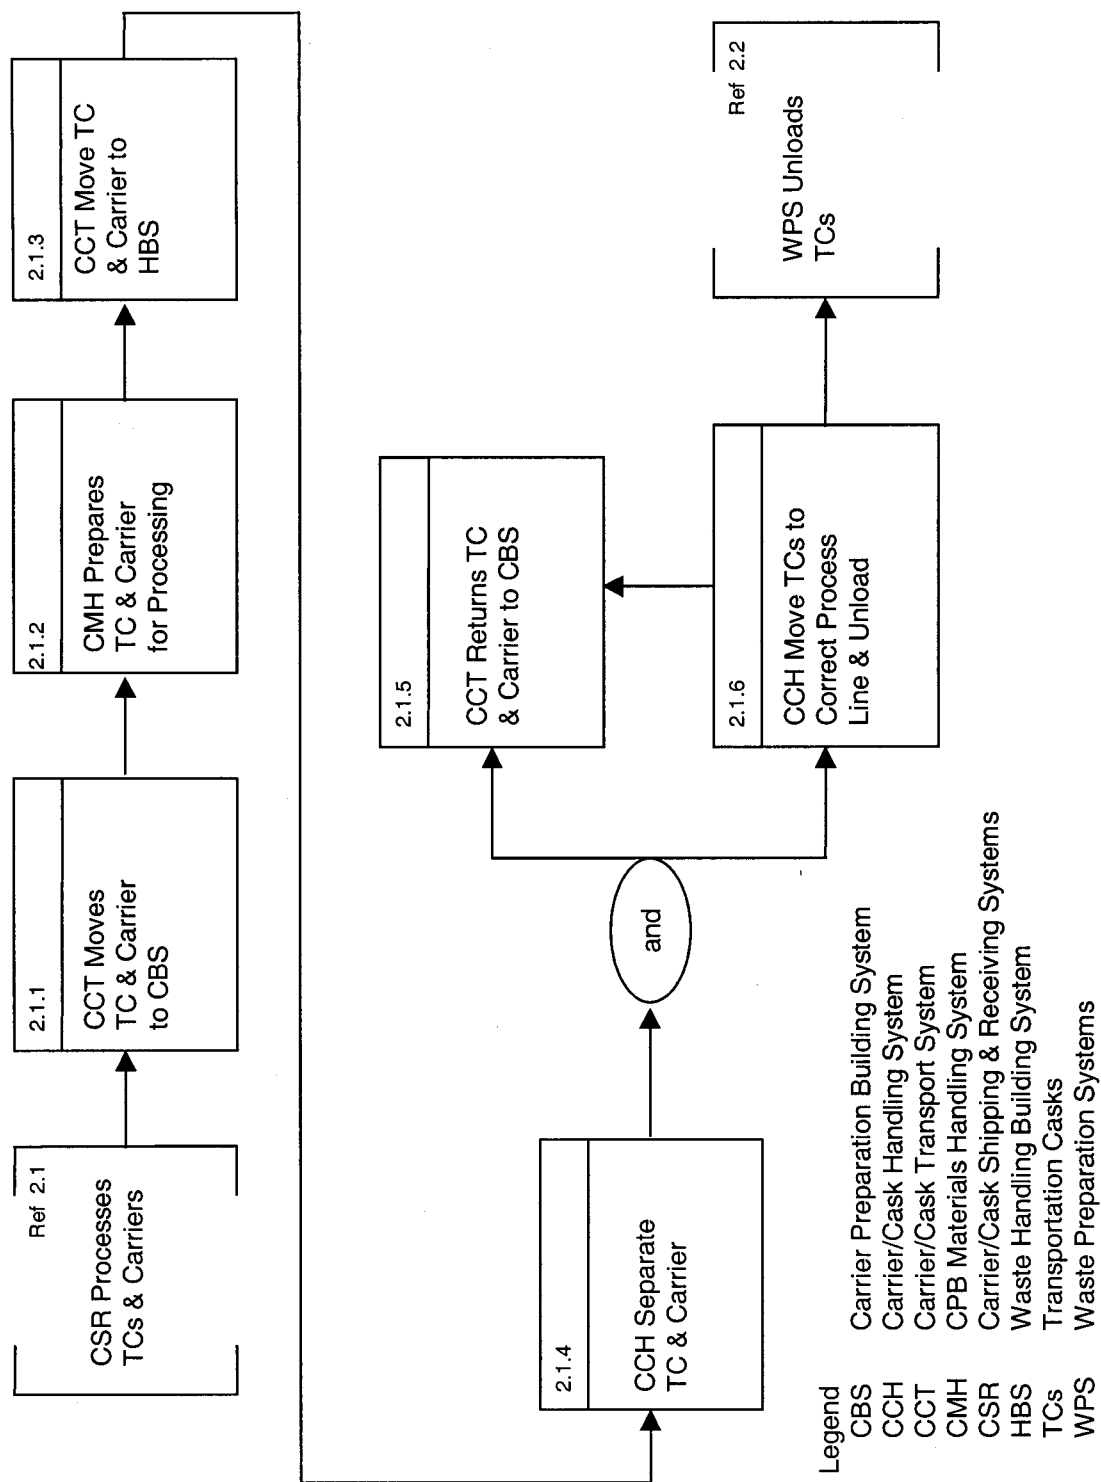 Ref 2.1
CSR Processes
TCs & Carriers
2.1.1
CCT Moves
TC & Carrier
to CBS
2.1.2
CMH Prepares
TC & Carrier
for Processing
2.1.3
CCT Move TC
& Carrier to
HBS
2.1.4
CCH Separate
TC & Carrier
and
2.1.5
CCT Returns TC
& Carrier to CBS
2.1.6
CCH Move TCs to
Correct Process
Line & Unload
Ref 2.2
WPS Unloads
TCs
Legend
CBS Carrier Preparation Building System
CCH Carrier/Cask Handling System
CCT Carrier/Cask Transport System
CMH CPB Materials Handling System
CSR Carrier/Cask Shipping & Receiving Systems
HBS Waste Handling Building System
TCs Transportation Casks
WPS Waste Preparation Systems